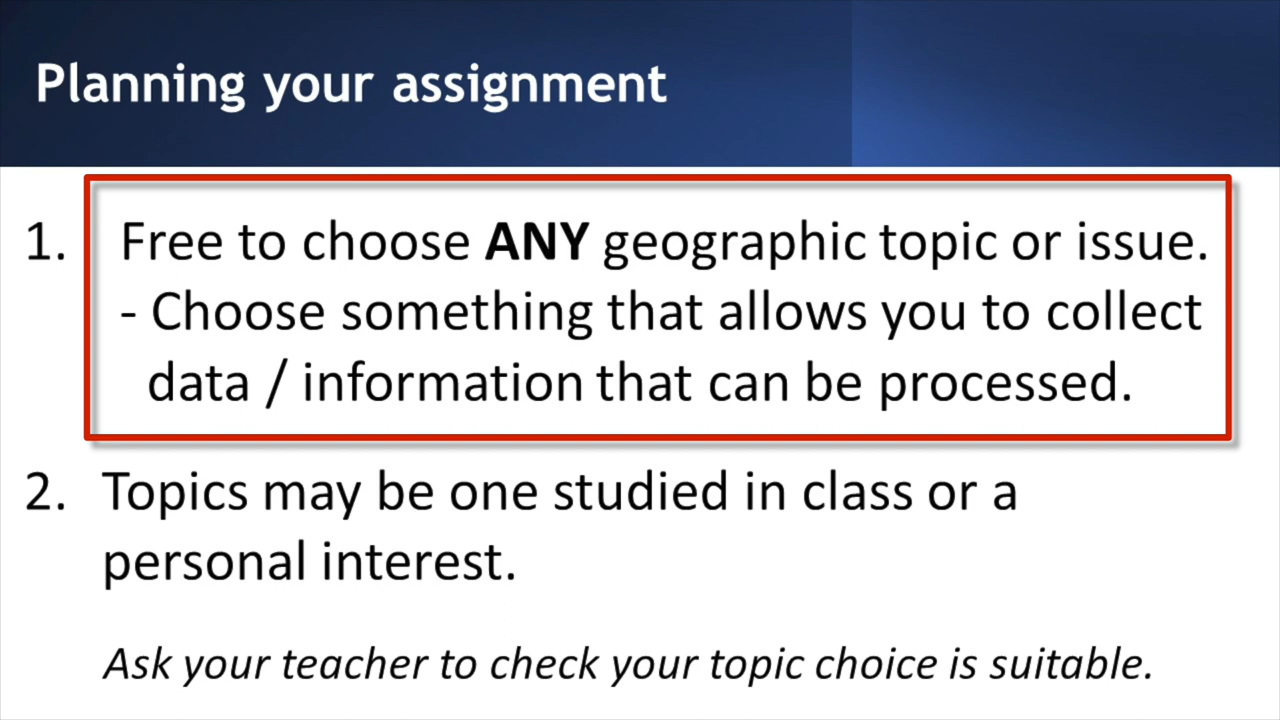 Planning your assignment
1. Free to choose ANY geographic topic or issue.
- Choose something that allows you to collect
data / information that can be processed.
2. Topics may be one studied in class or a
personal interest.
Ask your teacher to check your topic choice is suitable.